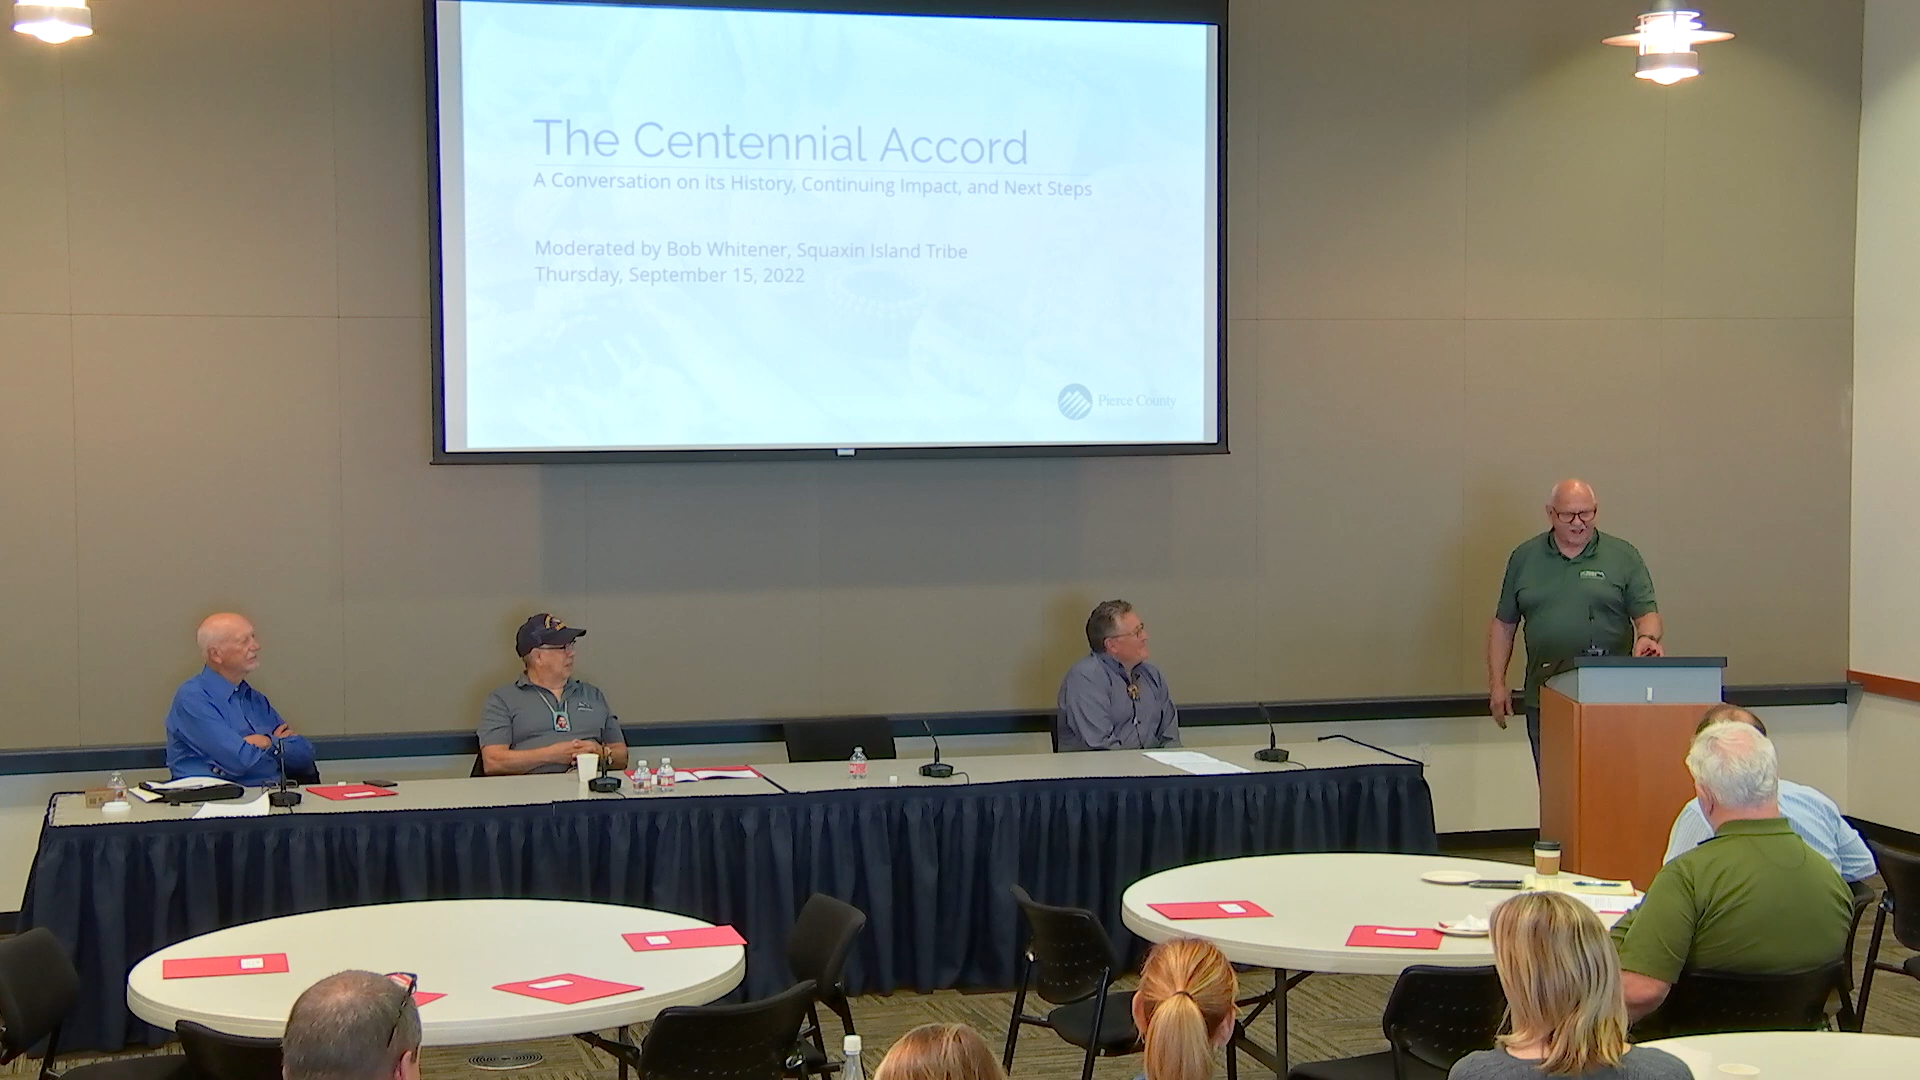 The Centennial Accord
A Conversation on its History, Continuing Impact, and Next Steps
Moderated by Bob Whitener, Squaxin Island Tribe
Thursday, September 15, 2022
Pierce County